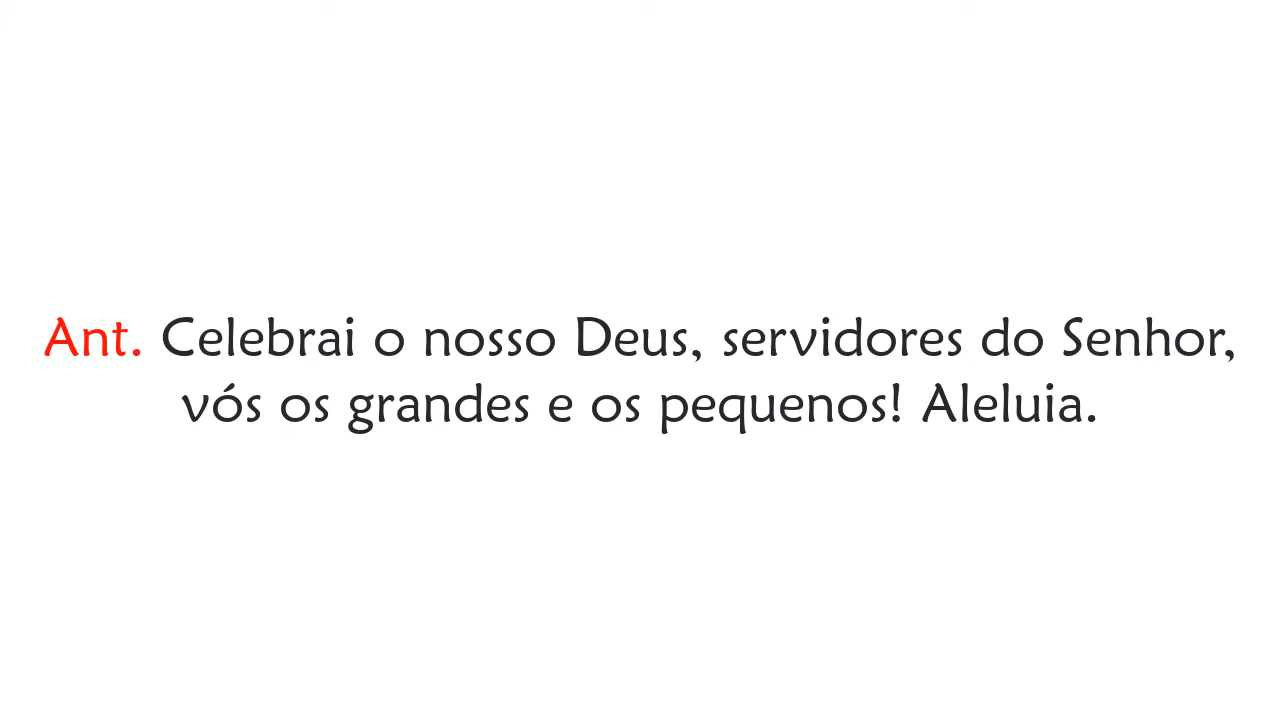 Ant. Celebrai o nosso Deus, servidores do Senhor,
vós os grandes e os pequenos! Aleluia.